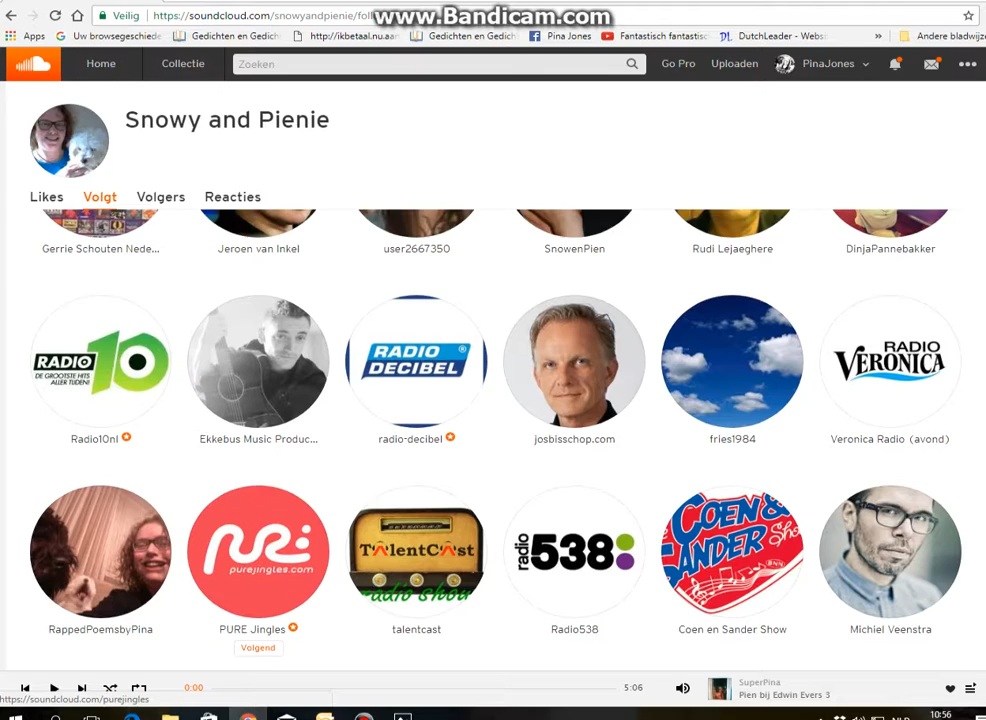 www.Bandicam.com
Veilig https://soundcloud.com/snowyandpienie/foll
Apps Uw browsegeschiede Gedichten en Gedich http://ikbetaal.nu.aan Gedichten en Gedich Pina Jones Fantastisch fantastisc DutchLeader - Websi » Andere bladwijze
Home Collectie Zoeken Go Pro Uploaden PinaJones
Snowy and Pienie
Likes Volgt Volgers Reacties
Gerrie Schouten Nede... Jeroen van Inkel user2667350 SnowenPien Rudi Lejaeghere DinjaPannebakker
RADIO 10
DE GROOTSTE HITS
ALLER TIJDEN!
RADIO
DECIBEL ®
RADIO
VERONICA
Radio10nl Ekkebus Music Produc... radio-decibel josbisschop.com fries1984 Veronica Radio (avond)
PURE
purejingles.com
TALENTCAST
radio show
radio 538
COEN &
SANDER Show
BNN
RappedPoemsbyPina PURE Jingles talentcast Radio538 Coen en Sander Show Michiel Veenstra
Volgend
0:00 5:06 SuperPina
Pien bij Edwin Evers 3
https://soundcloud.com/purejingles
10:56